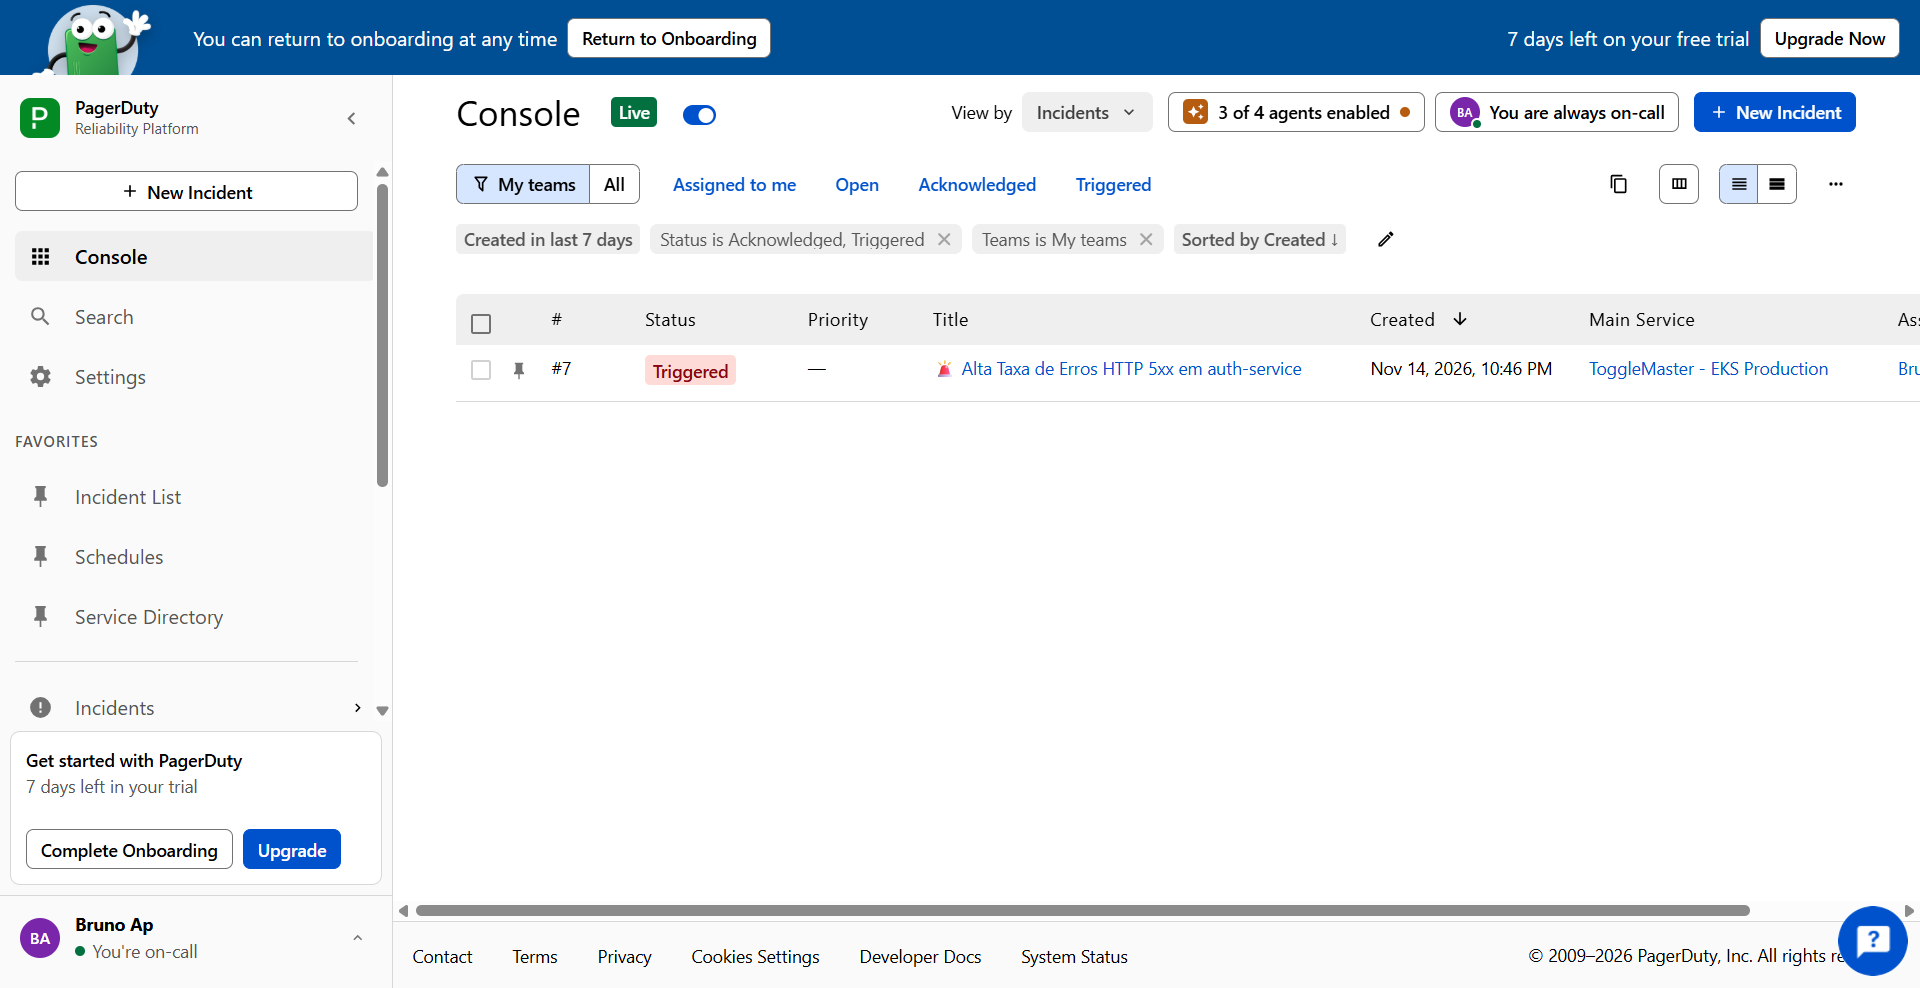 You can return to onboarding at any time
Return to Onboarding
7 days left on your free trial
Upgrade Now
P
PagerDuty
Reliability Platform
+ New Incident
Console
Search
Settings
FAVORITES
Incident List
Schedules
Service Directory
Incidents
Get started with PagerDuty
7 days left in your trial
Complete Onboarding
Upgrade
BA
Bruno Ap
You're on-call
Console
Live
View by
Incidents
3 of 4 agents enabled
BA
You are always on-call
+ New Incident
My teams
All
Assigned to me
Open
Acknowledged
Triggered
Created in last 7 days
Status is Acknowledged, Triggered
Teams is My teams
Sorted by Created ↓
# Status Priority Title Created ↓ Main Service Ass
#7 Triggered — 🚨 Alta Taxa de Erros HTTP 5xx em auth-service Nov 14, 2026, 10:46 PM ToggleMaster - EKS Production Bru
Contact
Terms
Privacy
Cookies Settings
Developer Docs
System Status
© 2009–2026 PagerDuty, Inc. All rights re